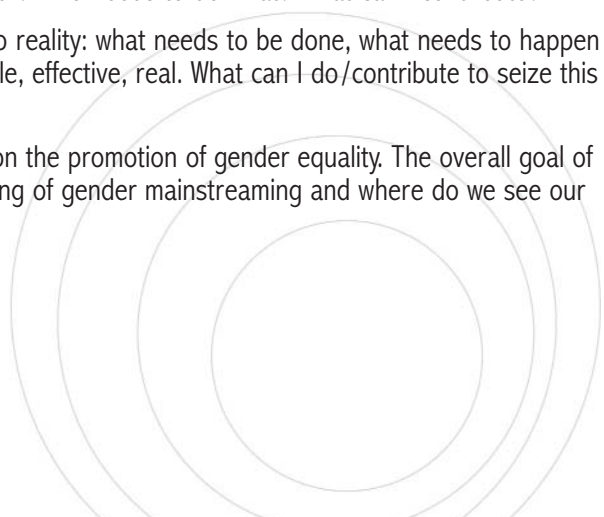 o reality: what needs to be done, what needs to happen
le, effective, real. What can I do/contribute to seize this
on the promotion of gender equality. The overall goal of
ng of gender mainstreaming and where do we see our